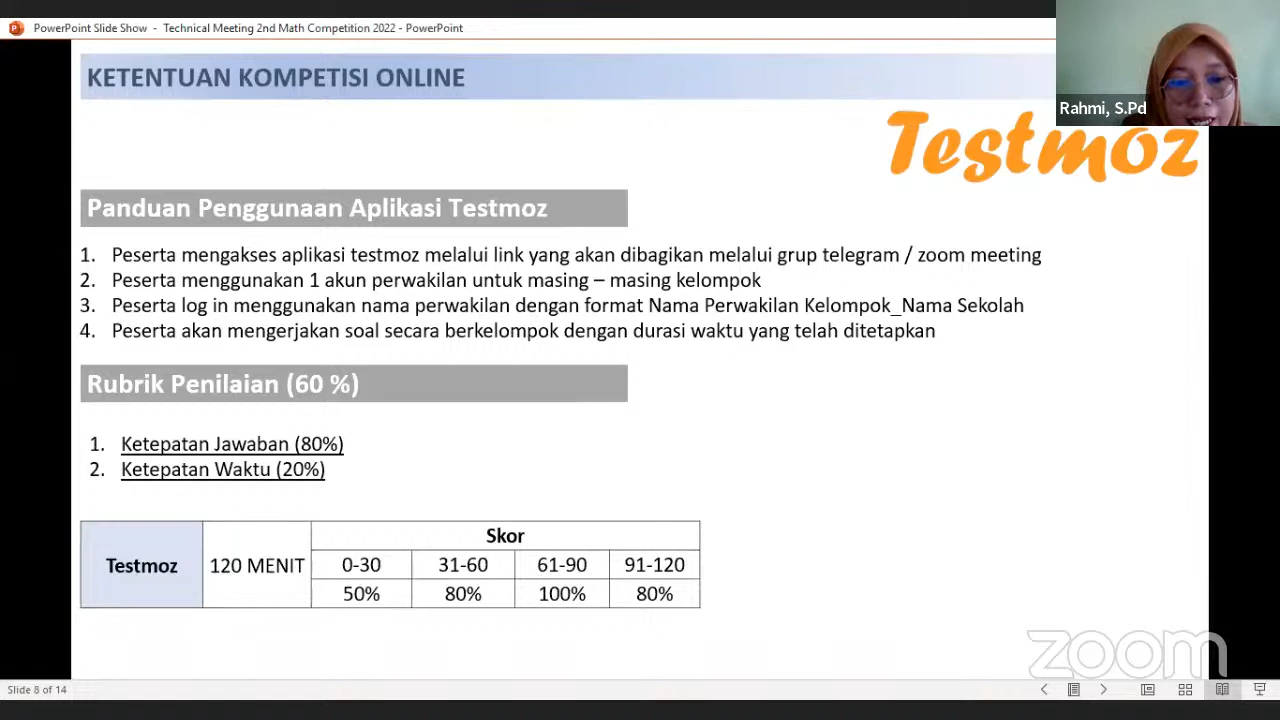 PowerPoint Slide Show - Technical Meeting 2nd Math Competition 2022 - PowerPoint
KETENTUAN KOMPETISI ONLINE
Rahmi, S.Pd
Testmoz
Panduan Penggunaan Aplikasi Testmoz
1. Peserta mengakses aplikasi testmoz melalui link yang akan dibagikan melalui grup telegram / zoom meeting
2. Peserta menggunakan 1 akun perwakilan untuk masing – masing kelompok
3. Peserta log in menggunakan nama perwakilan dengan format Nama Perwakilan Kelompok_Nama Sekolah
4. Peserta akan mengerjakan soal secara berkelompok dengan durasi waktu yang telah ditetapkan
Rubrik Penilaian (60 %)
1. Ketepatan Jawaban (80%)
2. Ketepatan Waktu (20%)
Testmoz 120 MENIT Skor
0-30 31-60 61-90 91-120
50% 80% 100% 80%
zoom
Slide 8 of 14